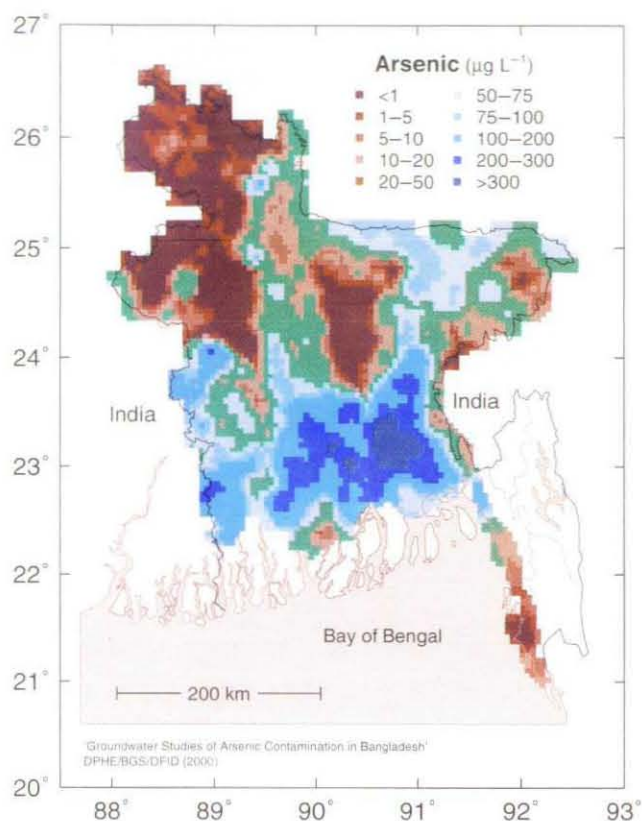 27°
26°
25°
24°
23°
22°
21°
20°
Arsenic (µg L⁻¹)
<1
1–5
5–10
10–20
20–50
50–75
75–100
100–200
200–300
>300
India
India
Bay of Bengal
200 km
'Groundwater Studies of Arsenic Contamination in Bangladesh'
DPHE/BGS/DFID (2000)
88° 89° 90° 91° 92° 93°